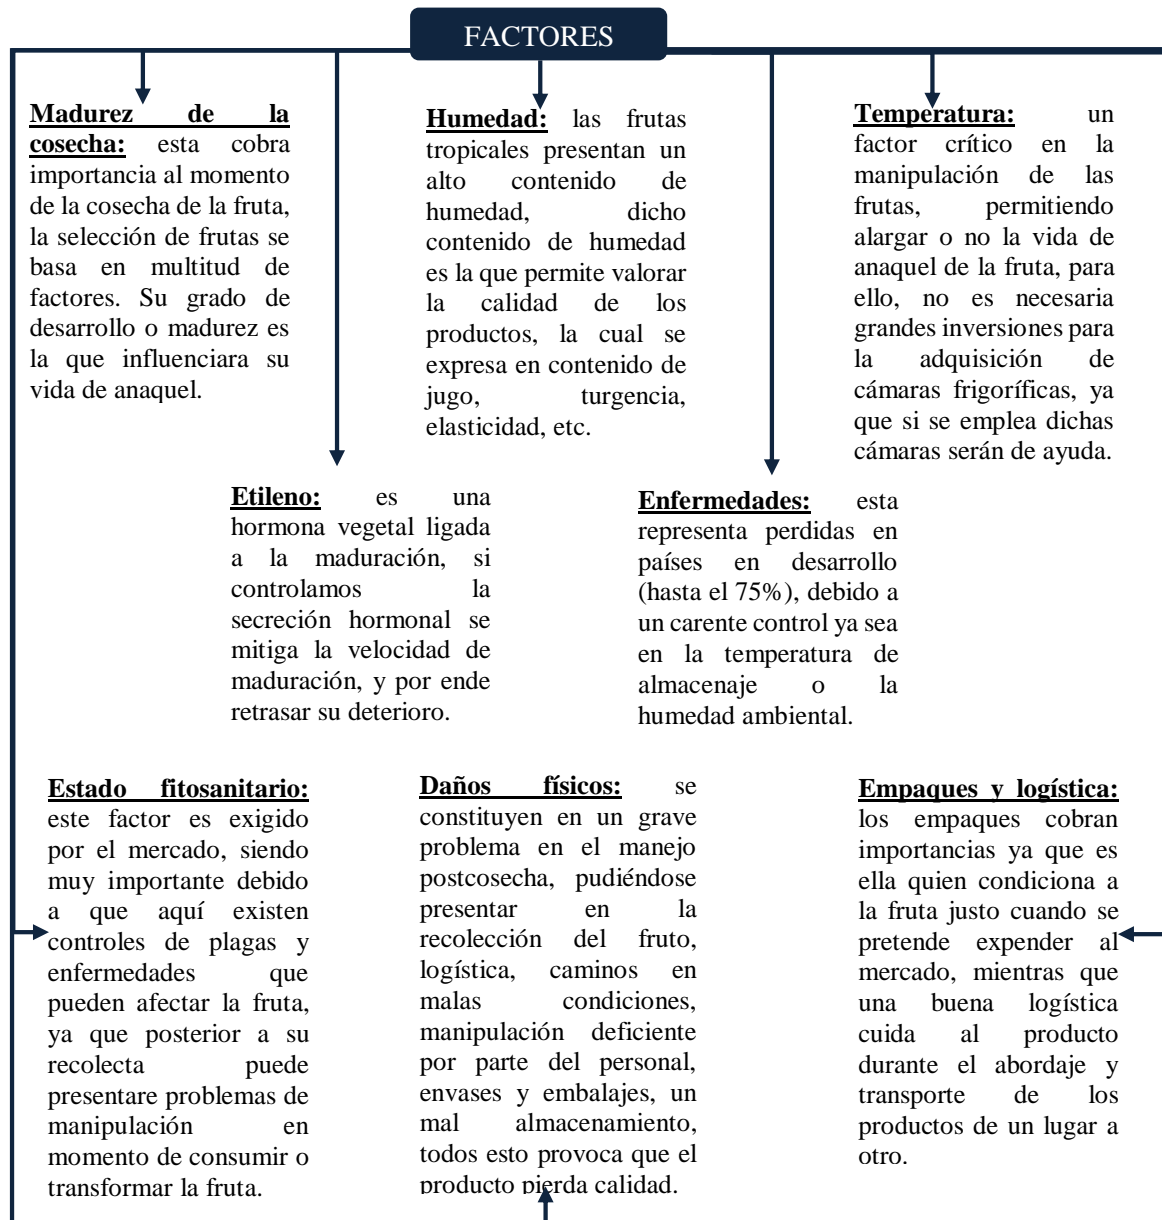 FACTORES
Madurez de la
cosecha: esta cobra
importancia al momento
de la cosecha de la fruta,
la selección de frutas se
basa en multitud de
factores. Su grado de
desarrollo o madurez es
la que influenciara su
vida de anaquel.
Humedad: las frutas
tropicales presentan un
alto contenido de
humedad, dicho
contenido de humedad
es la que permite valorar
la calidad de los
productos, la cual se
expresa en contenido de
jugo, turgencia,
elasticidad, etc.
Temperatura: un
factor crítico en la
manipulación de las
frutas, permitiendo
alargar o no la vida de
anaquel de la fruta, para
ello, no es necesaria
grandes inversiones para
la adquisición de
cámaras frigoríficas, ya
que si se emplea dichas
cámaras serán de ayuda.
Etileno: es una
hormona vegetal ligada
a la maduración, si
controlamos la
secreción hormonal se
mitiga la velocidad de
maduración, y por ende
retrasar su deterioro.
Enfermedades: esta
representa perdidas en
países en desarrollo
(hasta el 75%), debido a
un carente control ya sea
en la temperatura de
almacenaje o la
humedad ambiental.
Estado fitosanitario:
este factor es exigido
por el mercado, siendo
muy importante debido
a que aquí existen
controles de plagas y
enfermedades que
pueden afectar la fruta,
ya que posterior a su
recolecta puede
presentare problemas de
manipulación en
momento de consumir o
transformar la fruta.
Daños físicos: se
constituyen en un grave
problema en el manejo
postcosecha, pudiéndose
presentar en la
recolección del fruto,
logística, caminos en
malas condiciones,
manipulación deficiente
por parte del personal,
envases y embalajes, un
mal almacenamiento,
todos esto provoca que el
producto pierda calidad.
Empaques y logística:
los empaques cobran
importancias ya que es
ella quien condiciona a
la fruta justo cuando se
pretende expender al
mercado, mientras que
una buena logística
cuida al producto
durante el abordaje y
transporte de los
productos de un lugar a
otro.